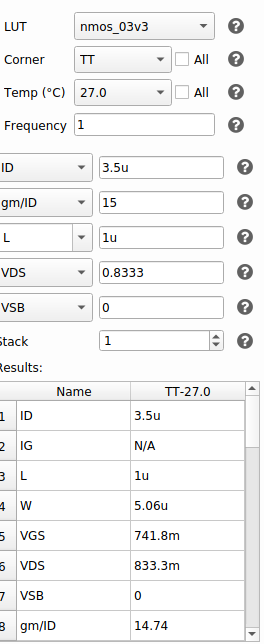 LUT nmos_03v3 ?
Corner TT All ?
Temp (°C) 27.0 All ?
Frequency 1 ?
ID 3.5u ?
gm/ID 15 ?
L 1u ?
VDS 0.8333 ?
VSB 0 ?
Stack 1 ?
Results:
Name TT-27.0
1 ID 3.5u
2 IG N/A
3 L 1u
4 W 5.06u
5 VGS 741.8m
6 VDS 833.3m
7 VSB 0
8 gm/ID 14.74